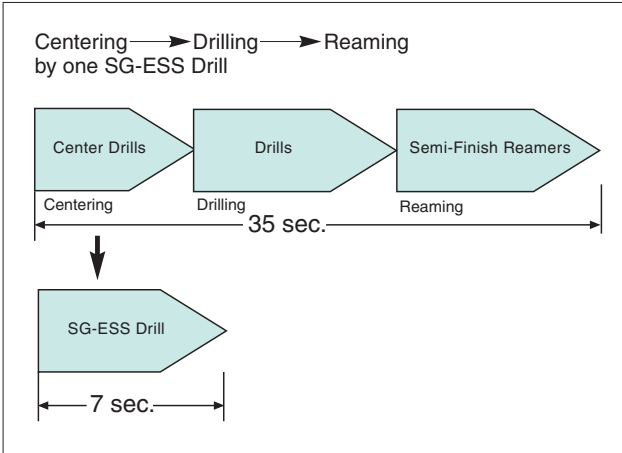 Centering Drilling Reaming
by one SG-ESS Drill
Center Drills Drills Semi-Finish Reamers
Centering Drilling Reaming
35 sec.
SG-ESS Drill
7 sec.